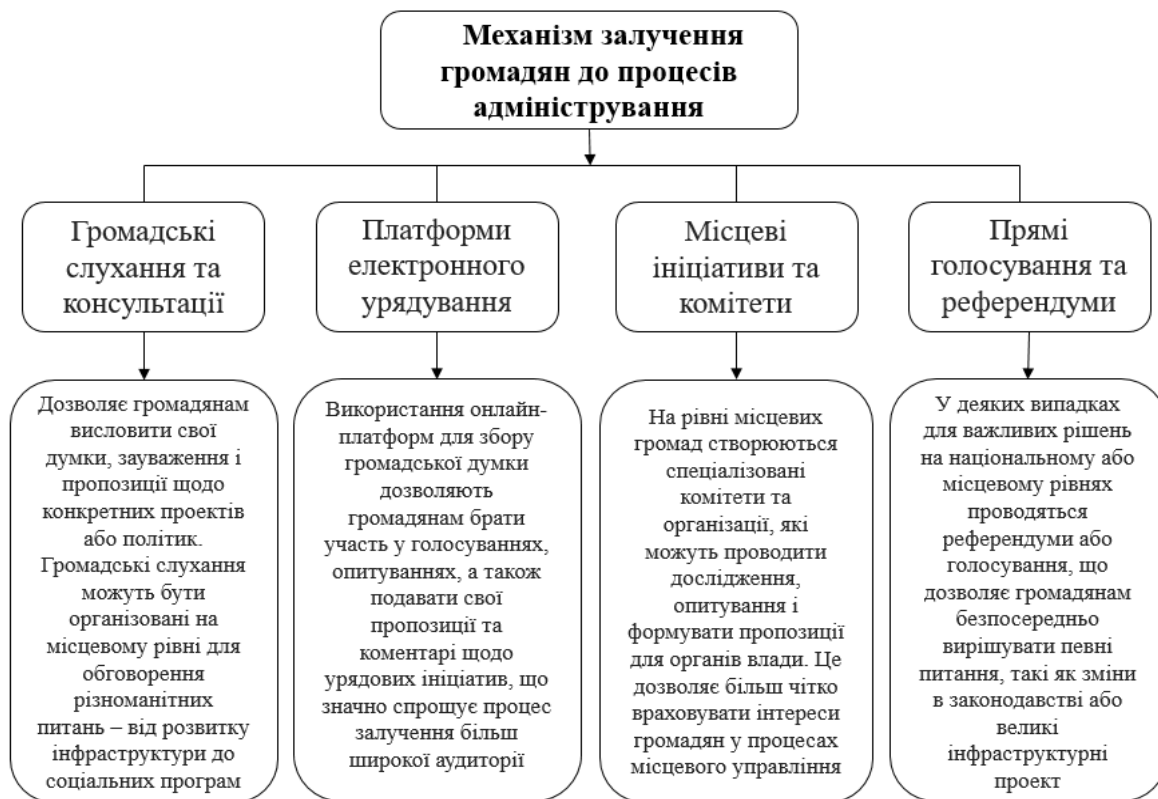 Механізм залучення
громадян до процесів
адміністрування
Громадські
слухання та
консультації
Платформи
електронного
урядування
Місцеві
ініціативи та
комітети
Прямі
голосування та
референдуми
Дозволяє громадянам
висловити свої
думки, зауваження і
пропозиції щодо
конкретних проектів
або політик.
Громадські слухання
можуть бути
організовані на
місцевому рівні для
обговорення
різноманітних
питань – від розвитку
інфраструктури до
соціальних програм
Використання онлайн-
платформ для збору
громадської думки
дозволяють
громадянам брати
участь у голосуваннях,
опитуваннях, а також
подавати свої
пропозиції та
коментарі щодо
урядових ініціатив, що
значно спрощує процес
залучення більш
широкої аудиторії
На рівні місцевих
громад створюються
спеціалізовані
комітети та
організації, які
можуть проводити
дослідження,
опитування і
формувати пропозиції
для органів влади. Це
дозволяє більш чітко
враховувати інтереси
громадян у процесах
місцевого управління
У деяких випадках
для важливих рішень
на національному або
місцевому рівнях
проводяться
референдуми або
голосування, що
дозволяє громадянам
безпосередньо
вирішувати певні
питання, такі як зміни
в законодавстві або
великі
інфраструктурні
проект